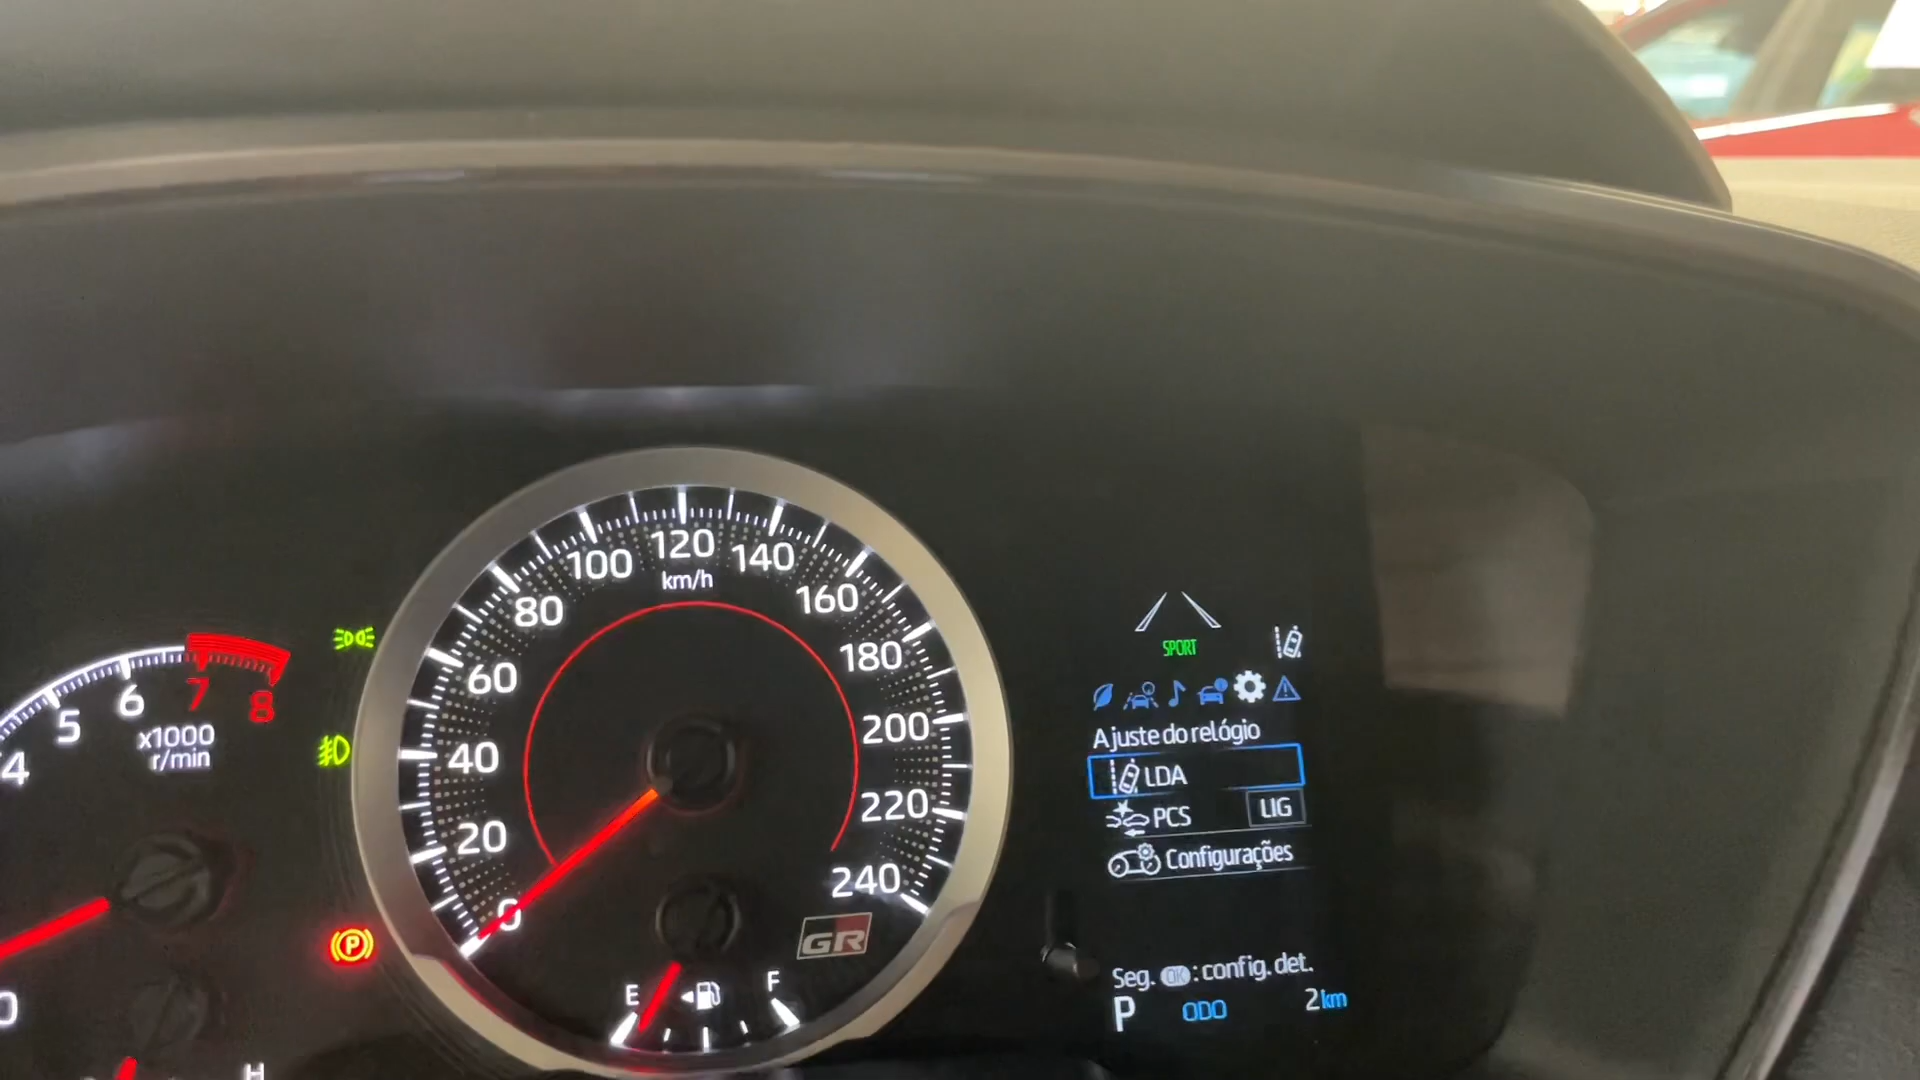 4 5 6 7 8
x1000
r/min
0
H
P
0 20 40 60 80 100 120 140 160 180 200 220 240
km/h
GR
E F
SPORT
Ajuste do relógio
LDA
PCS LIG
Configurações
Seg. OK: config. det.
P ODO 2 km